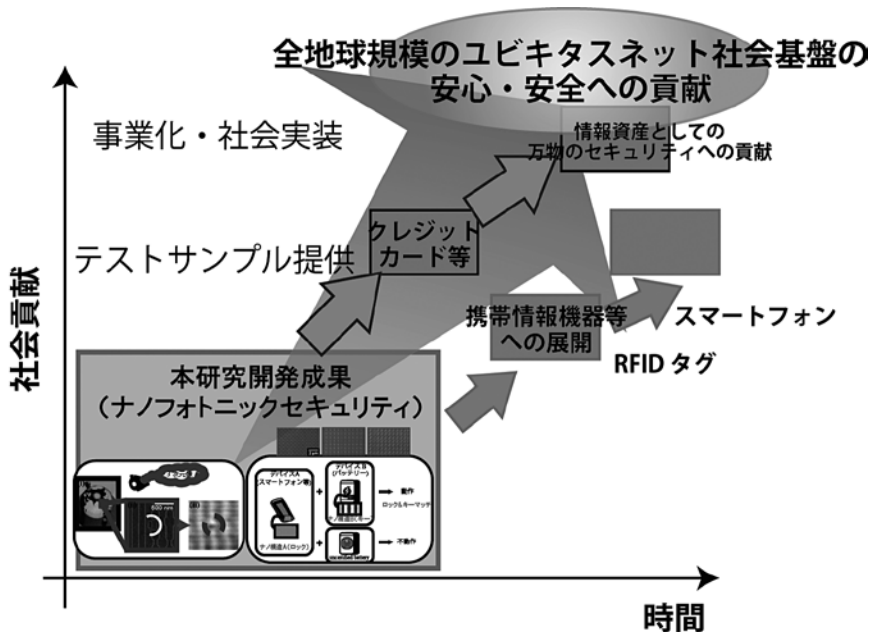 全地球規模のユビキタスネット社会基盤の
安心・安全への貢献
事業化・社会実装
情報資産としての
万物のセキュリティへの貢献
テストサンプル提供
クレジット
カード等
携帯情報機器等
への展開
スマートフォン
RFID タグ
社会貢献
本研究開発成果
（ナノフォトニックセキュリティ）
デバイスA
(スマートフォン等)
デバイスB
(バッテリー)
+
動作
ロック&キーマッチ
ナノ構造A(ロック)
ナノ構造B(キー)
+
不動作
500 nm
時間